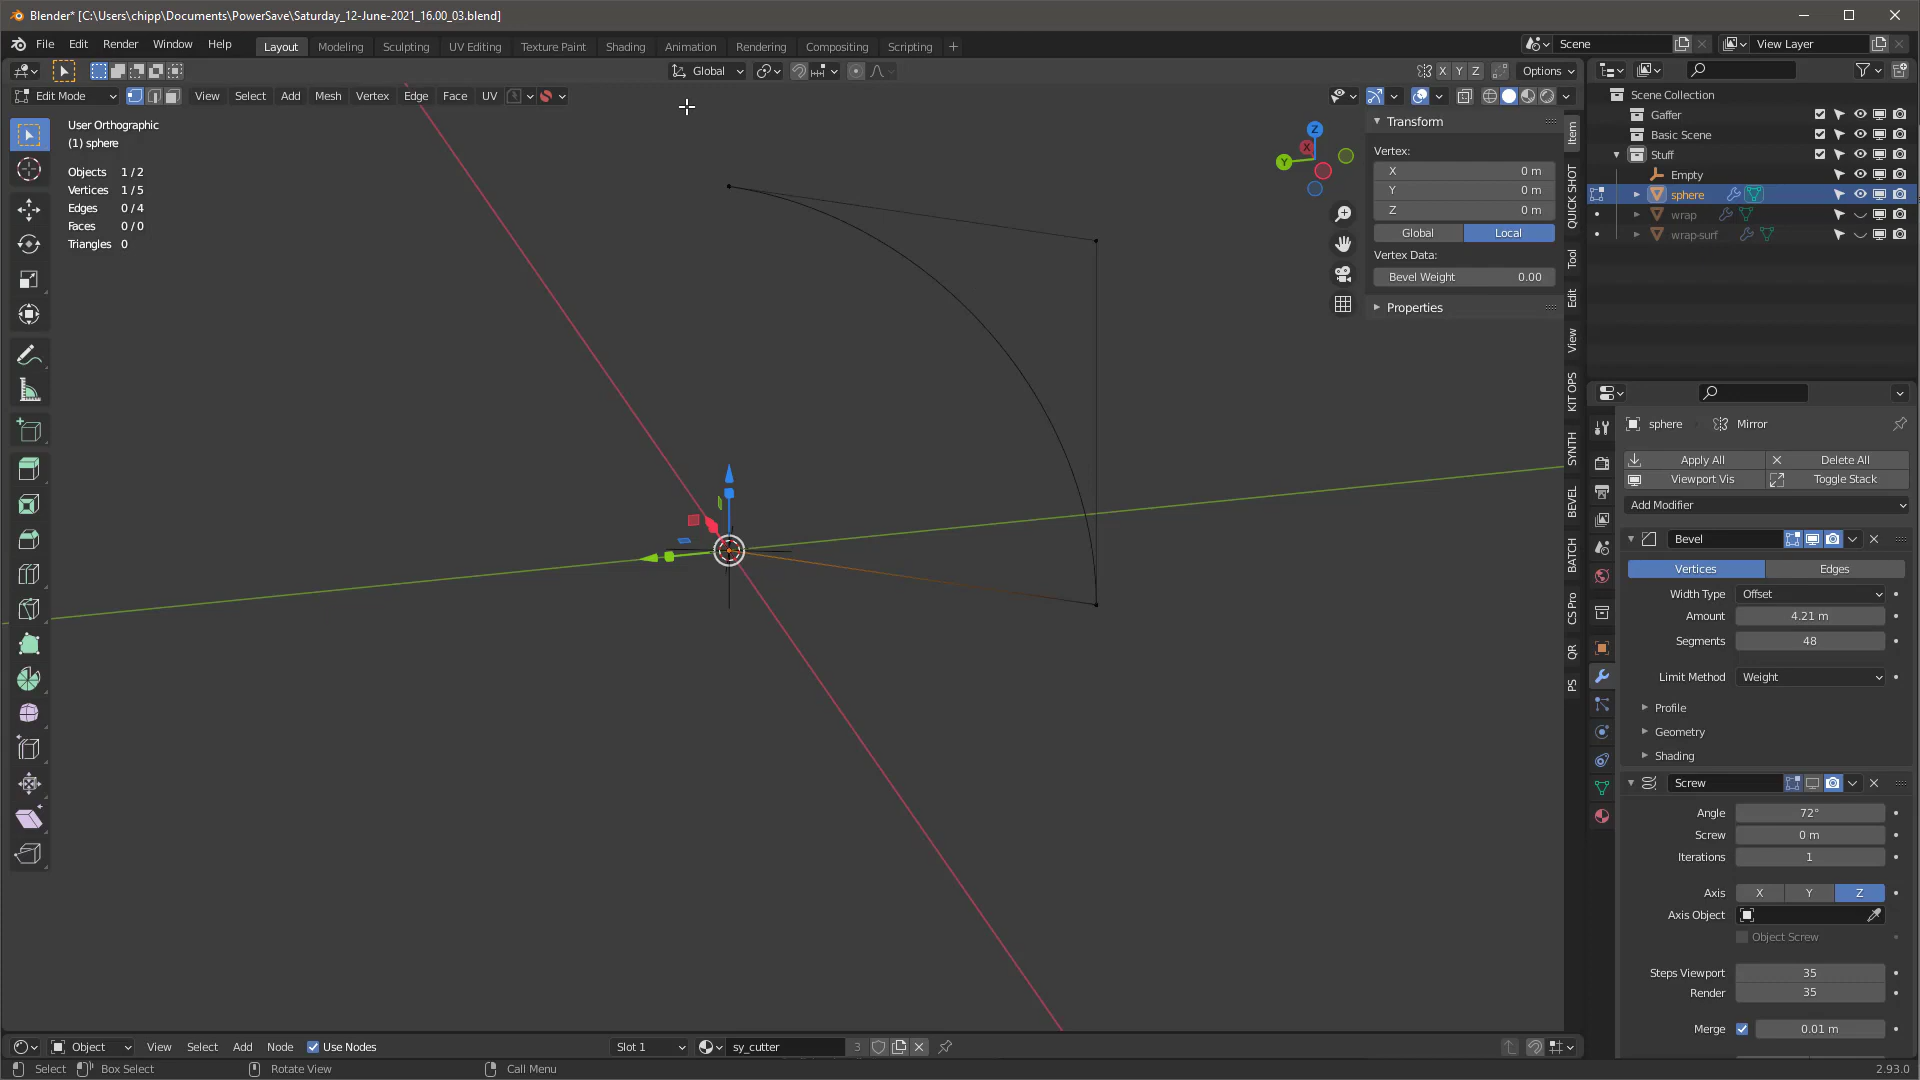 Blender* [C:\Users\chipp\Documents\PowerSave\Saturday_12-June-2021_16.00_03.blend]
File Edit Render Window Help Layout Modeling Sculpting UV Editing Texture Paint Shading Animation Rendering Compositing Scripting + Scene View Layer
Global X Y Z Options
Edit Mode View Select Add Mesh Vertex Edge Face UV
User Orthographic
(1) sphere
Objects 1 / 2
Vertices 1 / 5
Edges 0 / 4
Faces 0 / 0
Triangles 0
Z
X
Y
Transform
Vertex:
X 0 m
Y 0 m
Z 0 m
Global Local
Vertex Data:
Bevel Weight 0.00
Properties
Item
QUICK SHOT
Tool
Edit
View
KIT OPS
SYNTH
BEVEL
BATCH
CS Pro
QR
PS
Scene Collection
Gaffer
Basic Scene
Stuff
Empty
sphere
wrap
wrap-surf
sphere Mirror
Apply All Delete All
Viewport Vis Toggle Stack
Add Modifier
Bevel
Vertices Edges
Width Type Offset
Amount 4.21 m
Segments 48
Limit Method Weight
Profile
Geometry
Shading
Screw
Angle 72°
Screw 0 m
Iterations 1
Axis X Y Z
Axis Object
Object Screw
Steps Viewport 35
Render 35
Merge 0.01 m
Object View Select Add Node Use Nodes Slot 1 sy_cutter 3
Select Box Select Rotate View Call Menu 2.93.0